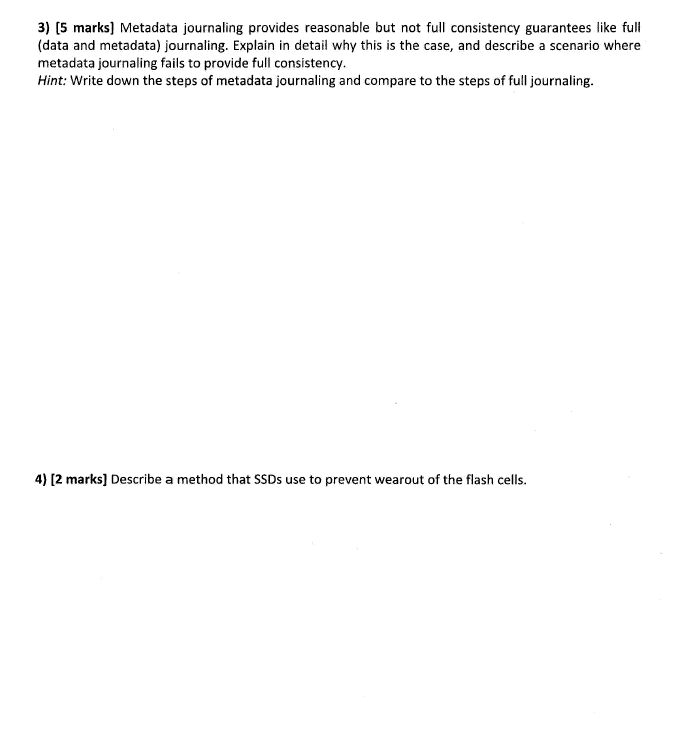 3) [5 marks] Metadata journaling provides reasonable but not full consistency guarantees like full
(data and metadata) journaling. Explain in detail why this is the case, and describe a scenario where
metadata journaling fails to provide full consistency.
Hint: Write down the steps of metadata journaling and compare to the steps of full journaling.
4) [2 marks] Describe a method that SSDs use to prevent wearout of the flash cells.